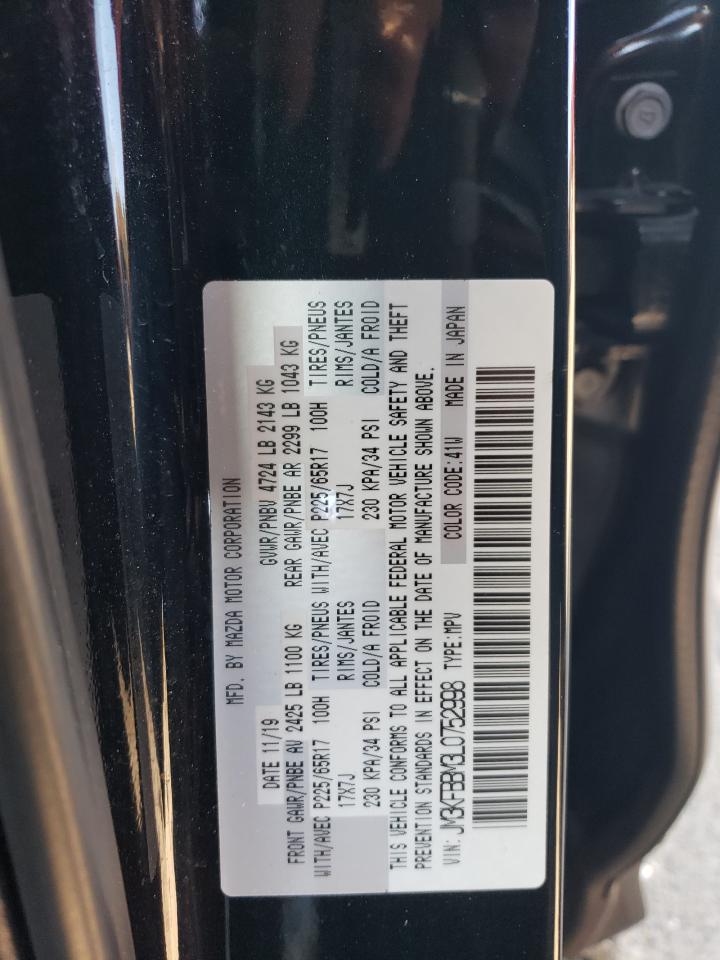 MFD. BY MAZDA MOTOR CORPORATION
DATE 11/19 GVWR/PNBV 4724 LB 2143 KG
FRONT GAWR/PNBE AV 2425 LB 1100 KG REAR GAWR/PNBE AR 2299 LB 1043 KG
WITH/AVEC P225/65R17 100H TIRES/PNEUS WITH/AVEC P225/65R17 100H TIRES/PNEUS
17X7J RIMS/JANTES 17X7J RIMS/JANTES
230 KPA/34 PSI COLD/A FROID 230 KPA/34 PSI COLD/A FROID
THIS VEHICLE CONFORMS TO ALL APPLICABLE FEDERAL MOTOR VEHICLE SAFETY AND THEFT
PREVENTION STANDARDS IN EFFECT ON THE DATE OF MANUFACTURE SHOWN ABOVE.
VIN: JM3KFBBM3L0752998 TYPE:MPV COLOR CODE:41W MADE IN JAPAN